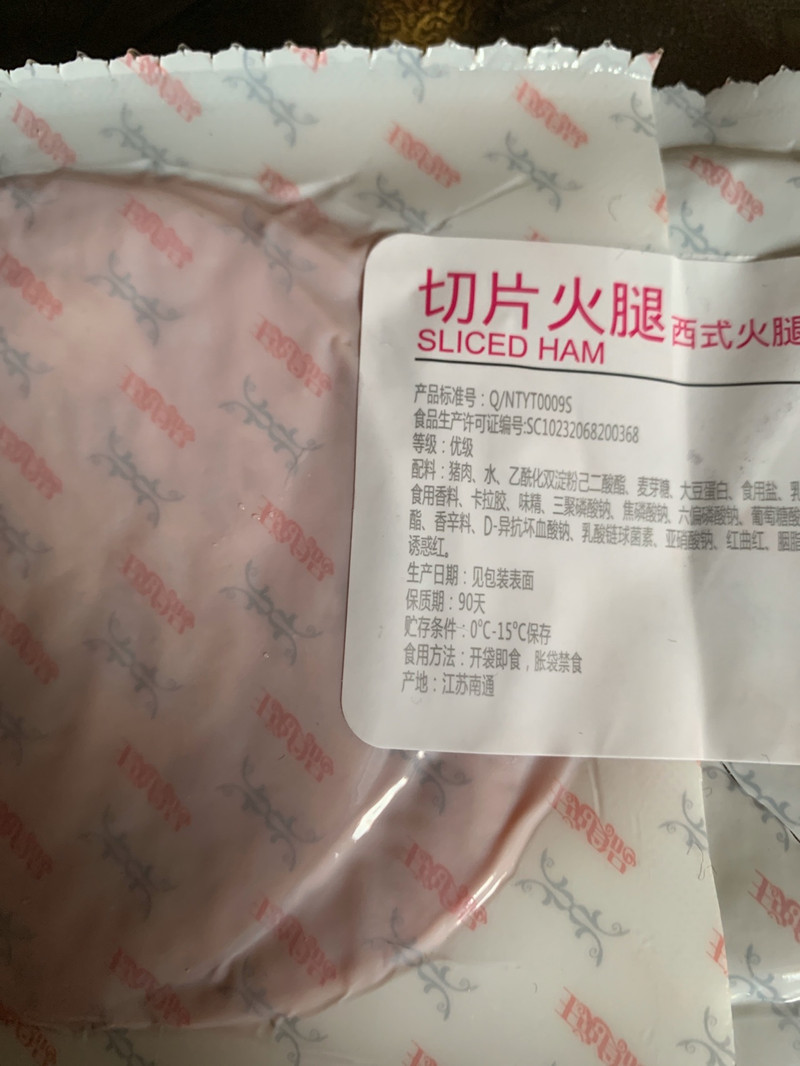 切片火腿 西式火腿
SLICED HAM
产品标准号：Q/NTYT0009S
食品生产许可证编号:SC10232068200368
等级：优级
配料：猪肉、水、乙酰化双淀粉己二酸酯、麦芽糖、大豆蛋白、食用盐、乳
食用香料、卡拉胶、味精、三聚磷酸钠、焦磷酸钠、六偏磷酸钠、葡萄糖酸
酯、香辛料、D-异抗坏血酸钠、乳酸链球菌素、亚硝酸钠、红曲红、胭脂
诱惑红。
生产日期：见包装表面
保质期：90天
贮存条件：0°C-15°C保存
食用方法：开袋即食，胀袋禁食
产地：江苏南通